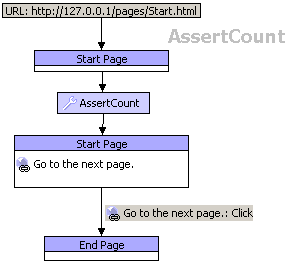 URL: http://127.0.0.1/pages/Start.html
AssertCount
Start Page
AssertCount
Start Page
Go to the next page.
Go to the next page.: Click
End Page